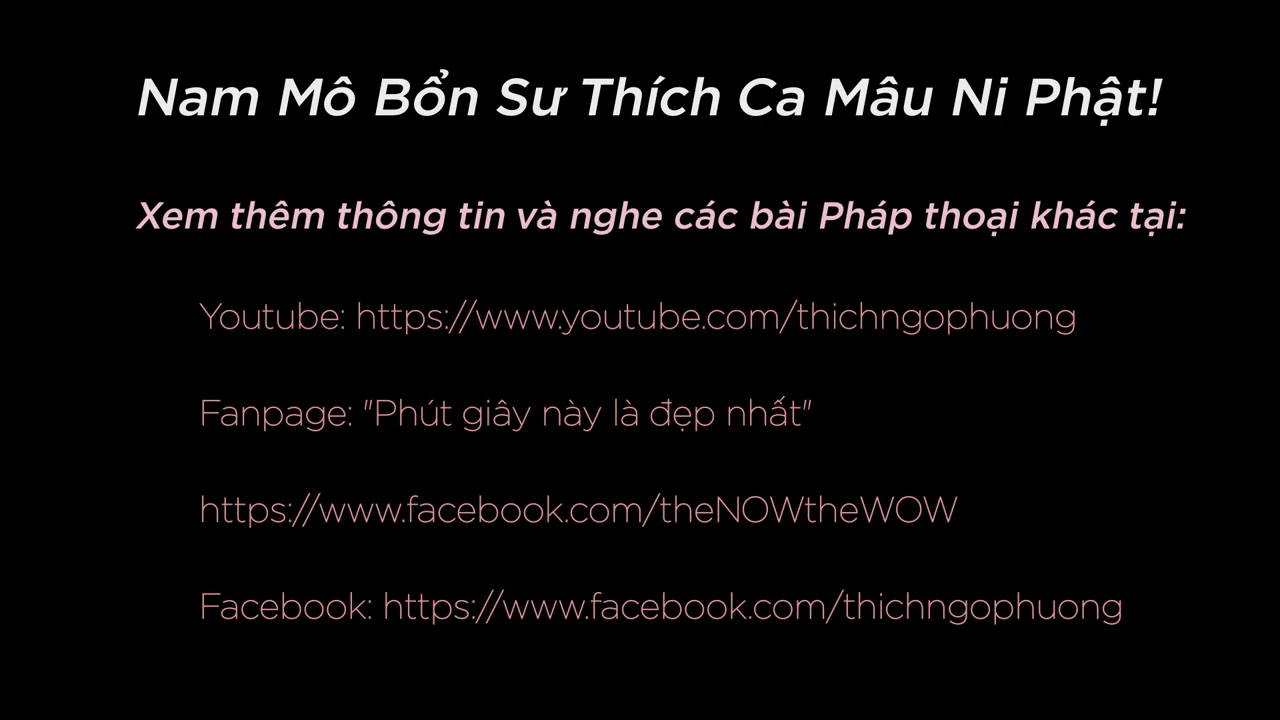 Nam Mô Bổn Sư Thích Ca Mâu Ni Phật!
Xem thêm thông tin và nghe các bài Pháp thoại khác tại:
Youtube: https://www.youtube.com/thichngophuong
Fanpage: "Phút giây này là đẹp nhất"
https://www.facebook.com/theNOWtheWOW
Facebook: https://www.facebook.com/thichngophuong